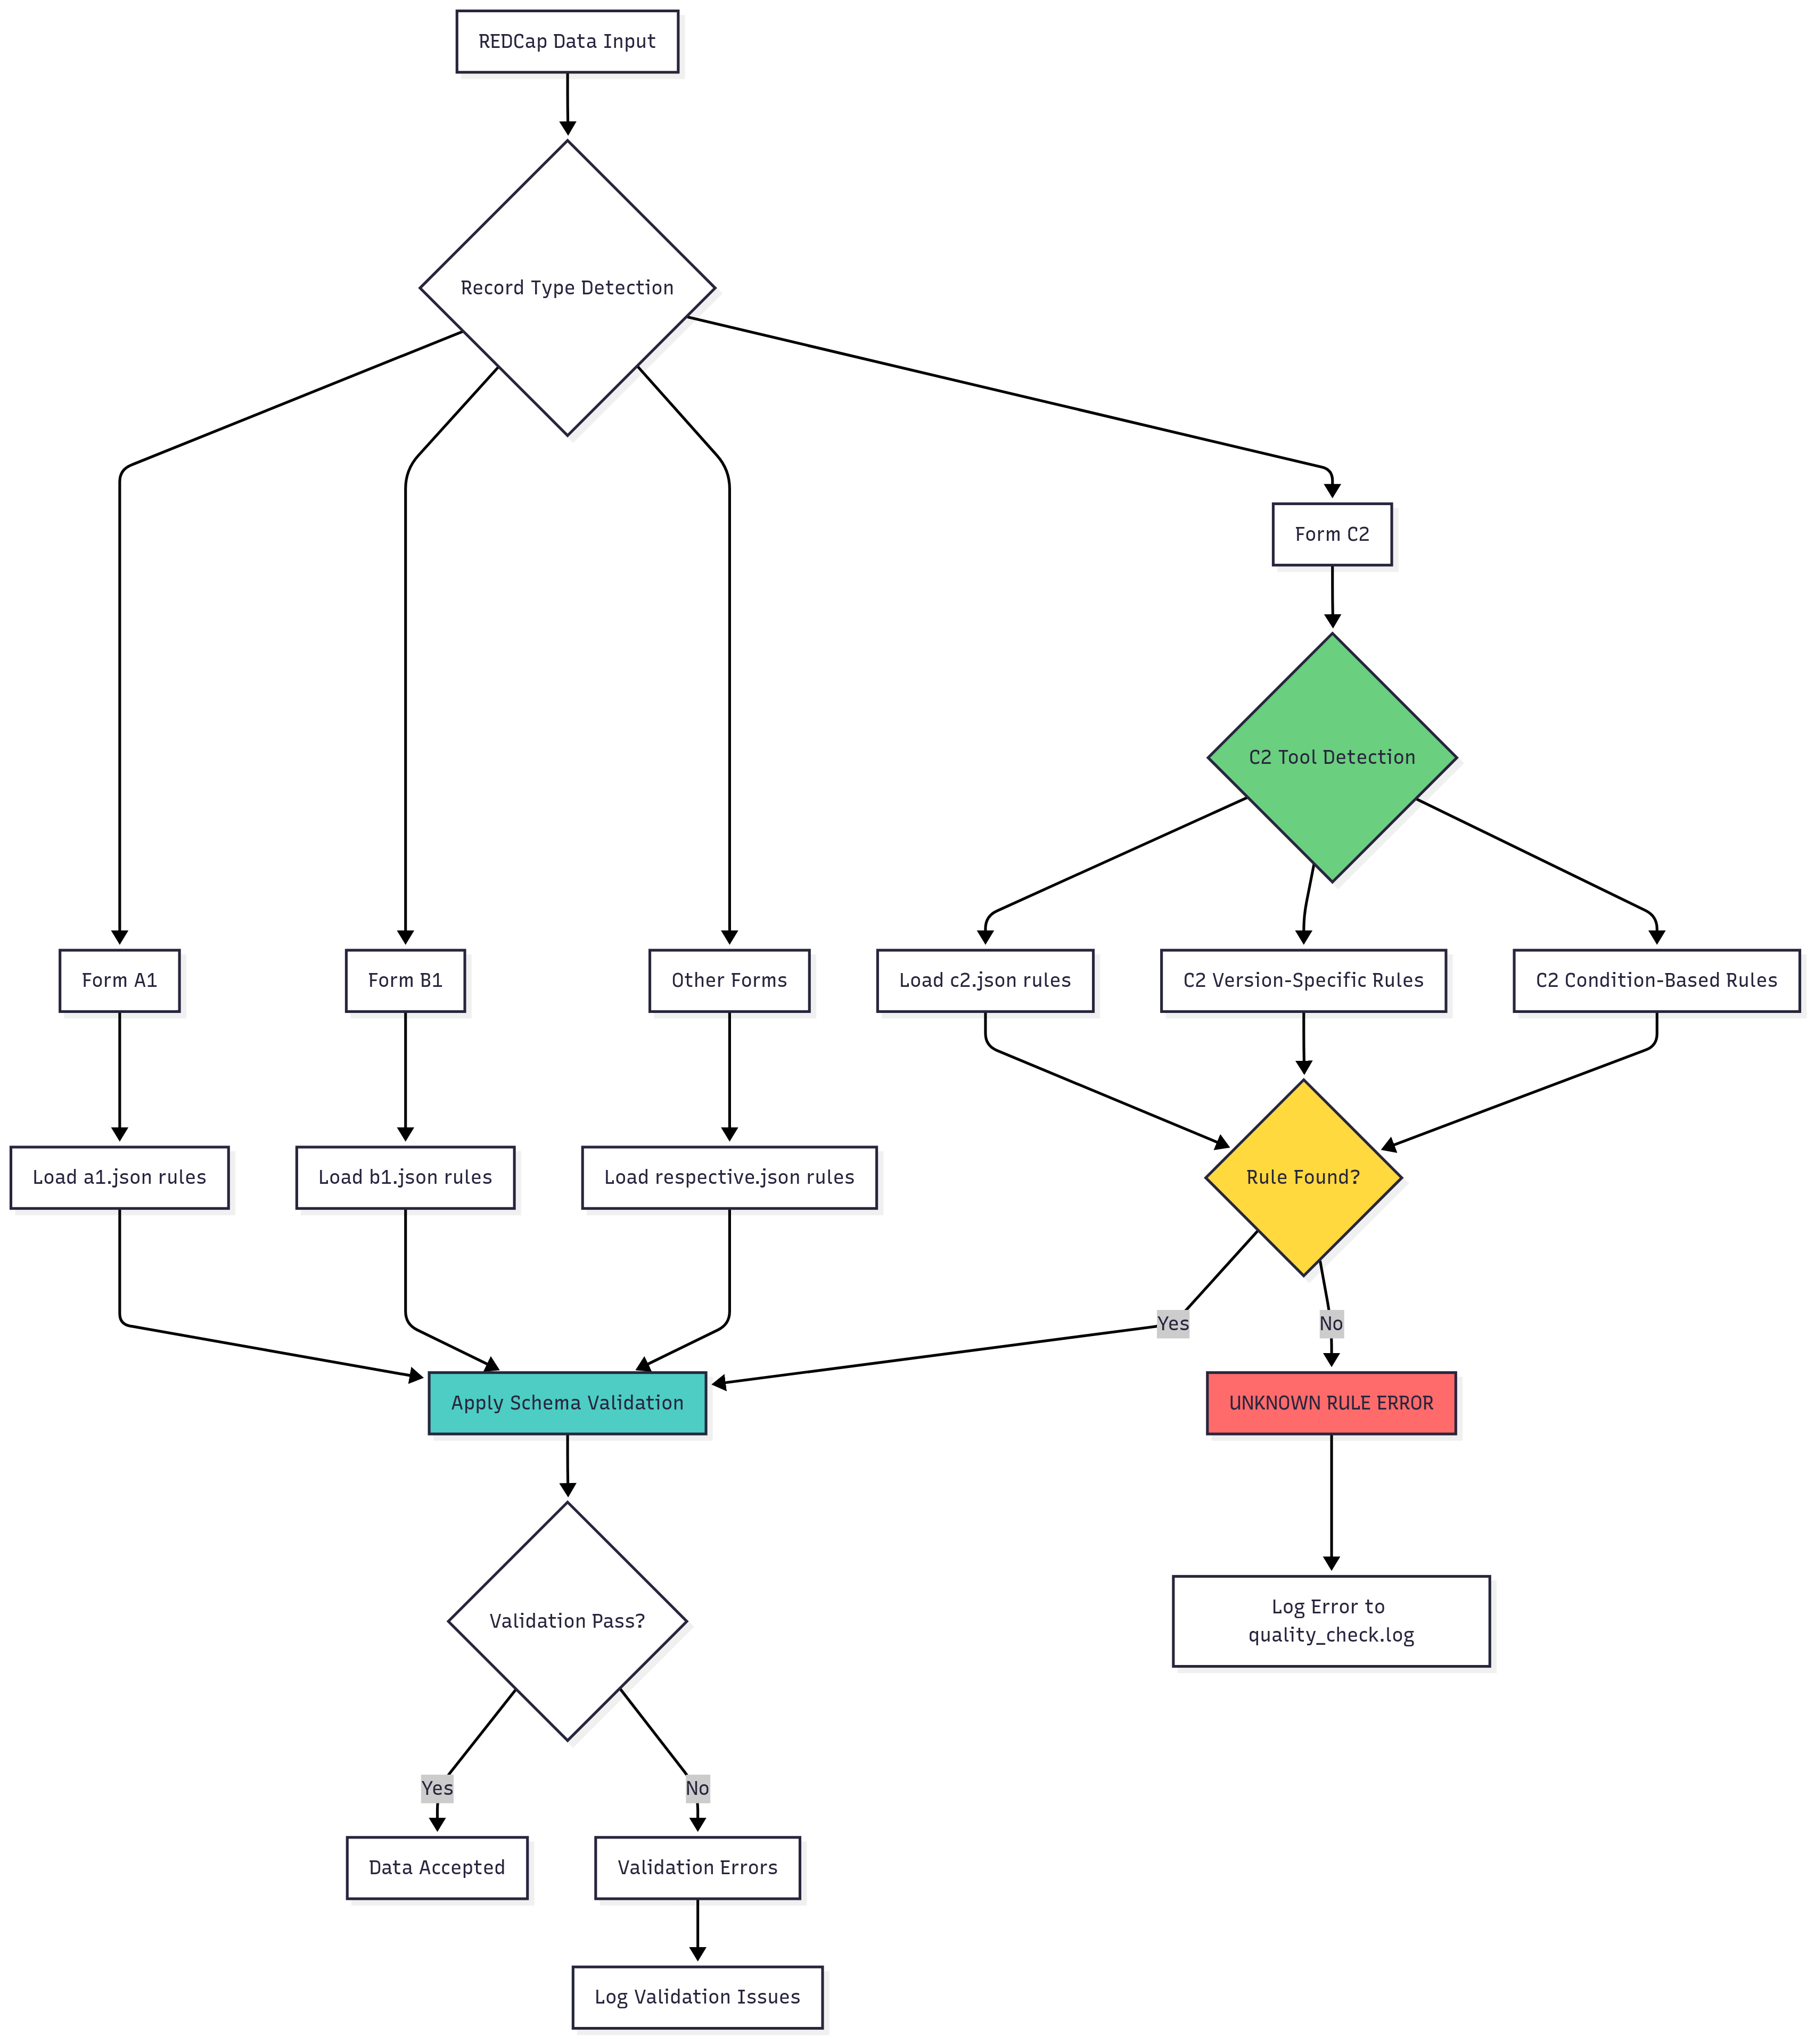 REDCap Data Input
Record Type Detection
Form C2
C2 Tool Detection
Form A1
Form B1
Other Forms
Load c2.json rules
C2 Version-Specific Rules
C2 Condition-Based Rules
Load a1.json rules
Load b1.json rules
Load respective.json rules
Rule Found?
Yes
No
Apply Schema Validation
UNKNOWN RULE ERROR
Validation Pass?
Log Error to
quality_check.log
Yes
No
Data Accepted
Validation Errors
Log Validation Issues